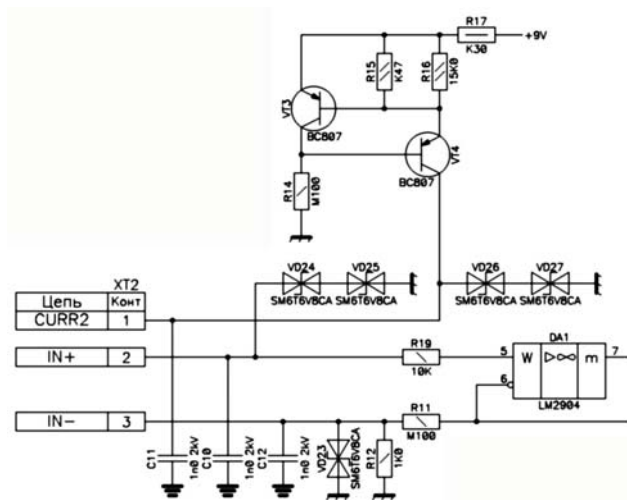 R17
+9V
K30
R15
K47
R16
15K0
VT3
BC807
VT4
BC807
R14
M100
VD24
VD25
VD26
VD27
SM6T6V8CA
SM6T6V8CA
SM6T6V8CA
SM6T6V8CA
XT2
Цепь
Конт
CURR2
1
IN+
2
IN-
3
R19
10K
DA1
5
W
m
7
6
LM2904
R11
M100
C11
1n0 2kV
C10
1n0 2kV
C12
1n0 2kV
VD23
SM6T6V8CA
R12
1K0